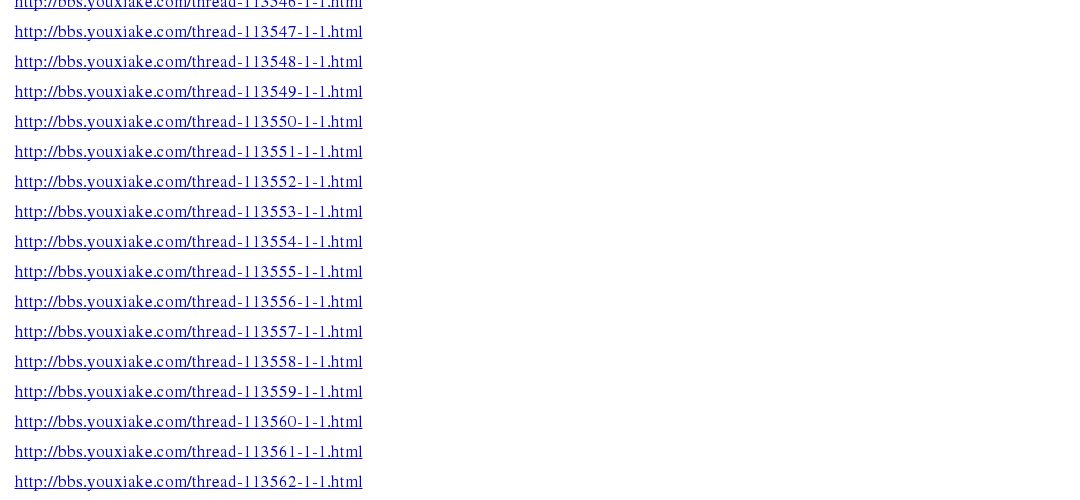 http://bbs.youxiake.com/thread-113546-1-1.html
http://bbs.youxiake.com/thread-113547-1-1.html
http://bbs.youxiake.com/thread-113548-1-1.html
http://bbs.youxiake.com/thread-113549-1-1.html
http://bbs.youxiake.com/thread-113550-1-1.html
http://bbs.youxiake.com/thread-113551-1-1.html
http://bbs.youxiake.com/thread-113552-1-1.html
http://bbs.youxiake.com/thread-113553-1-1.html
http://bbs.youxiake.com/thread-113554-1-1.html
http://bbs.youxiake.com/thread-113555-1-1.html
http://bbs.youxiake.com/thread-113556-1-1.html
http://bbs.youxiake.com/thread-113557-1-1.html
http://bbs.youxiake.com/thread-113558-1-1.html
http://bbs.youxiake.com/thread-113559-1-1.html
http://bbs.youxiake.com/thread-113560-1-1.html
http://bbs.youxiake.com/thread-113561-1-1.html
http://bbs.youxiake.com/thread-113562-1-1.html